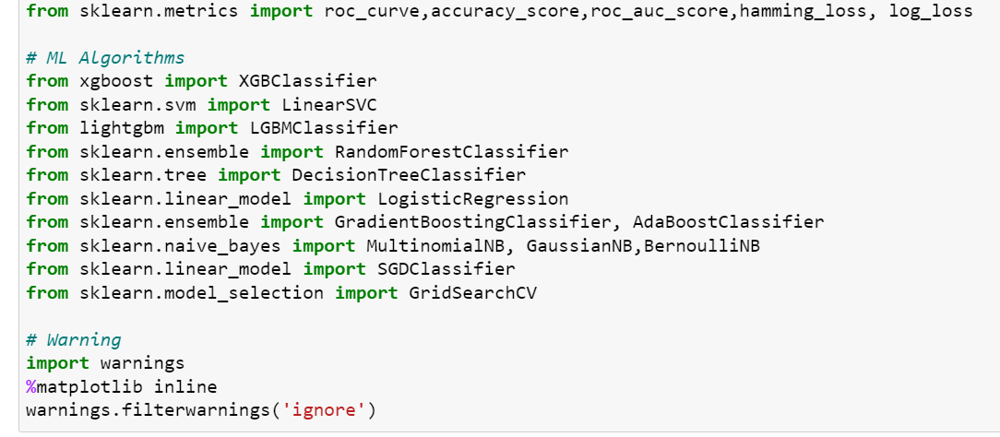 from sklearn.metrics import roc_curve,accuracy_score,roc_auc_score,hamming_loss, log_loss
# ML Algorithms
from xgboost import XGBClassifier
from sklearn.svm import LinearSVC
from lightgbm import LGBMClassifier
from sklearn.ensemble import RandomForestClassifier
from sklearn.tree import DecisionTreeClassifier
from sklearn.linear_model import LogisticRegression
from sklearn.ensemble import GradientBoostingClassifier, AdaBoostClassifier
from sklearn.naive_bayes import MultinomialNB, GaussianNB,BernoulliNB
from sklearn.linear_model import SGDClassifier
from sklearn.model_selection import GridSearchCV
# Warning
import warnings
%matplotlib inline
warnings.filterwarnings('ignore')